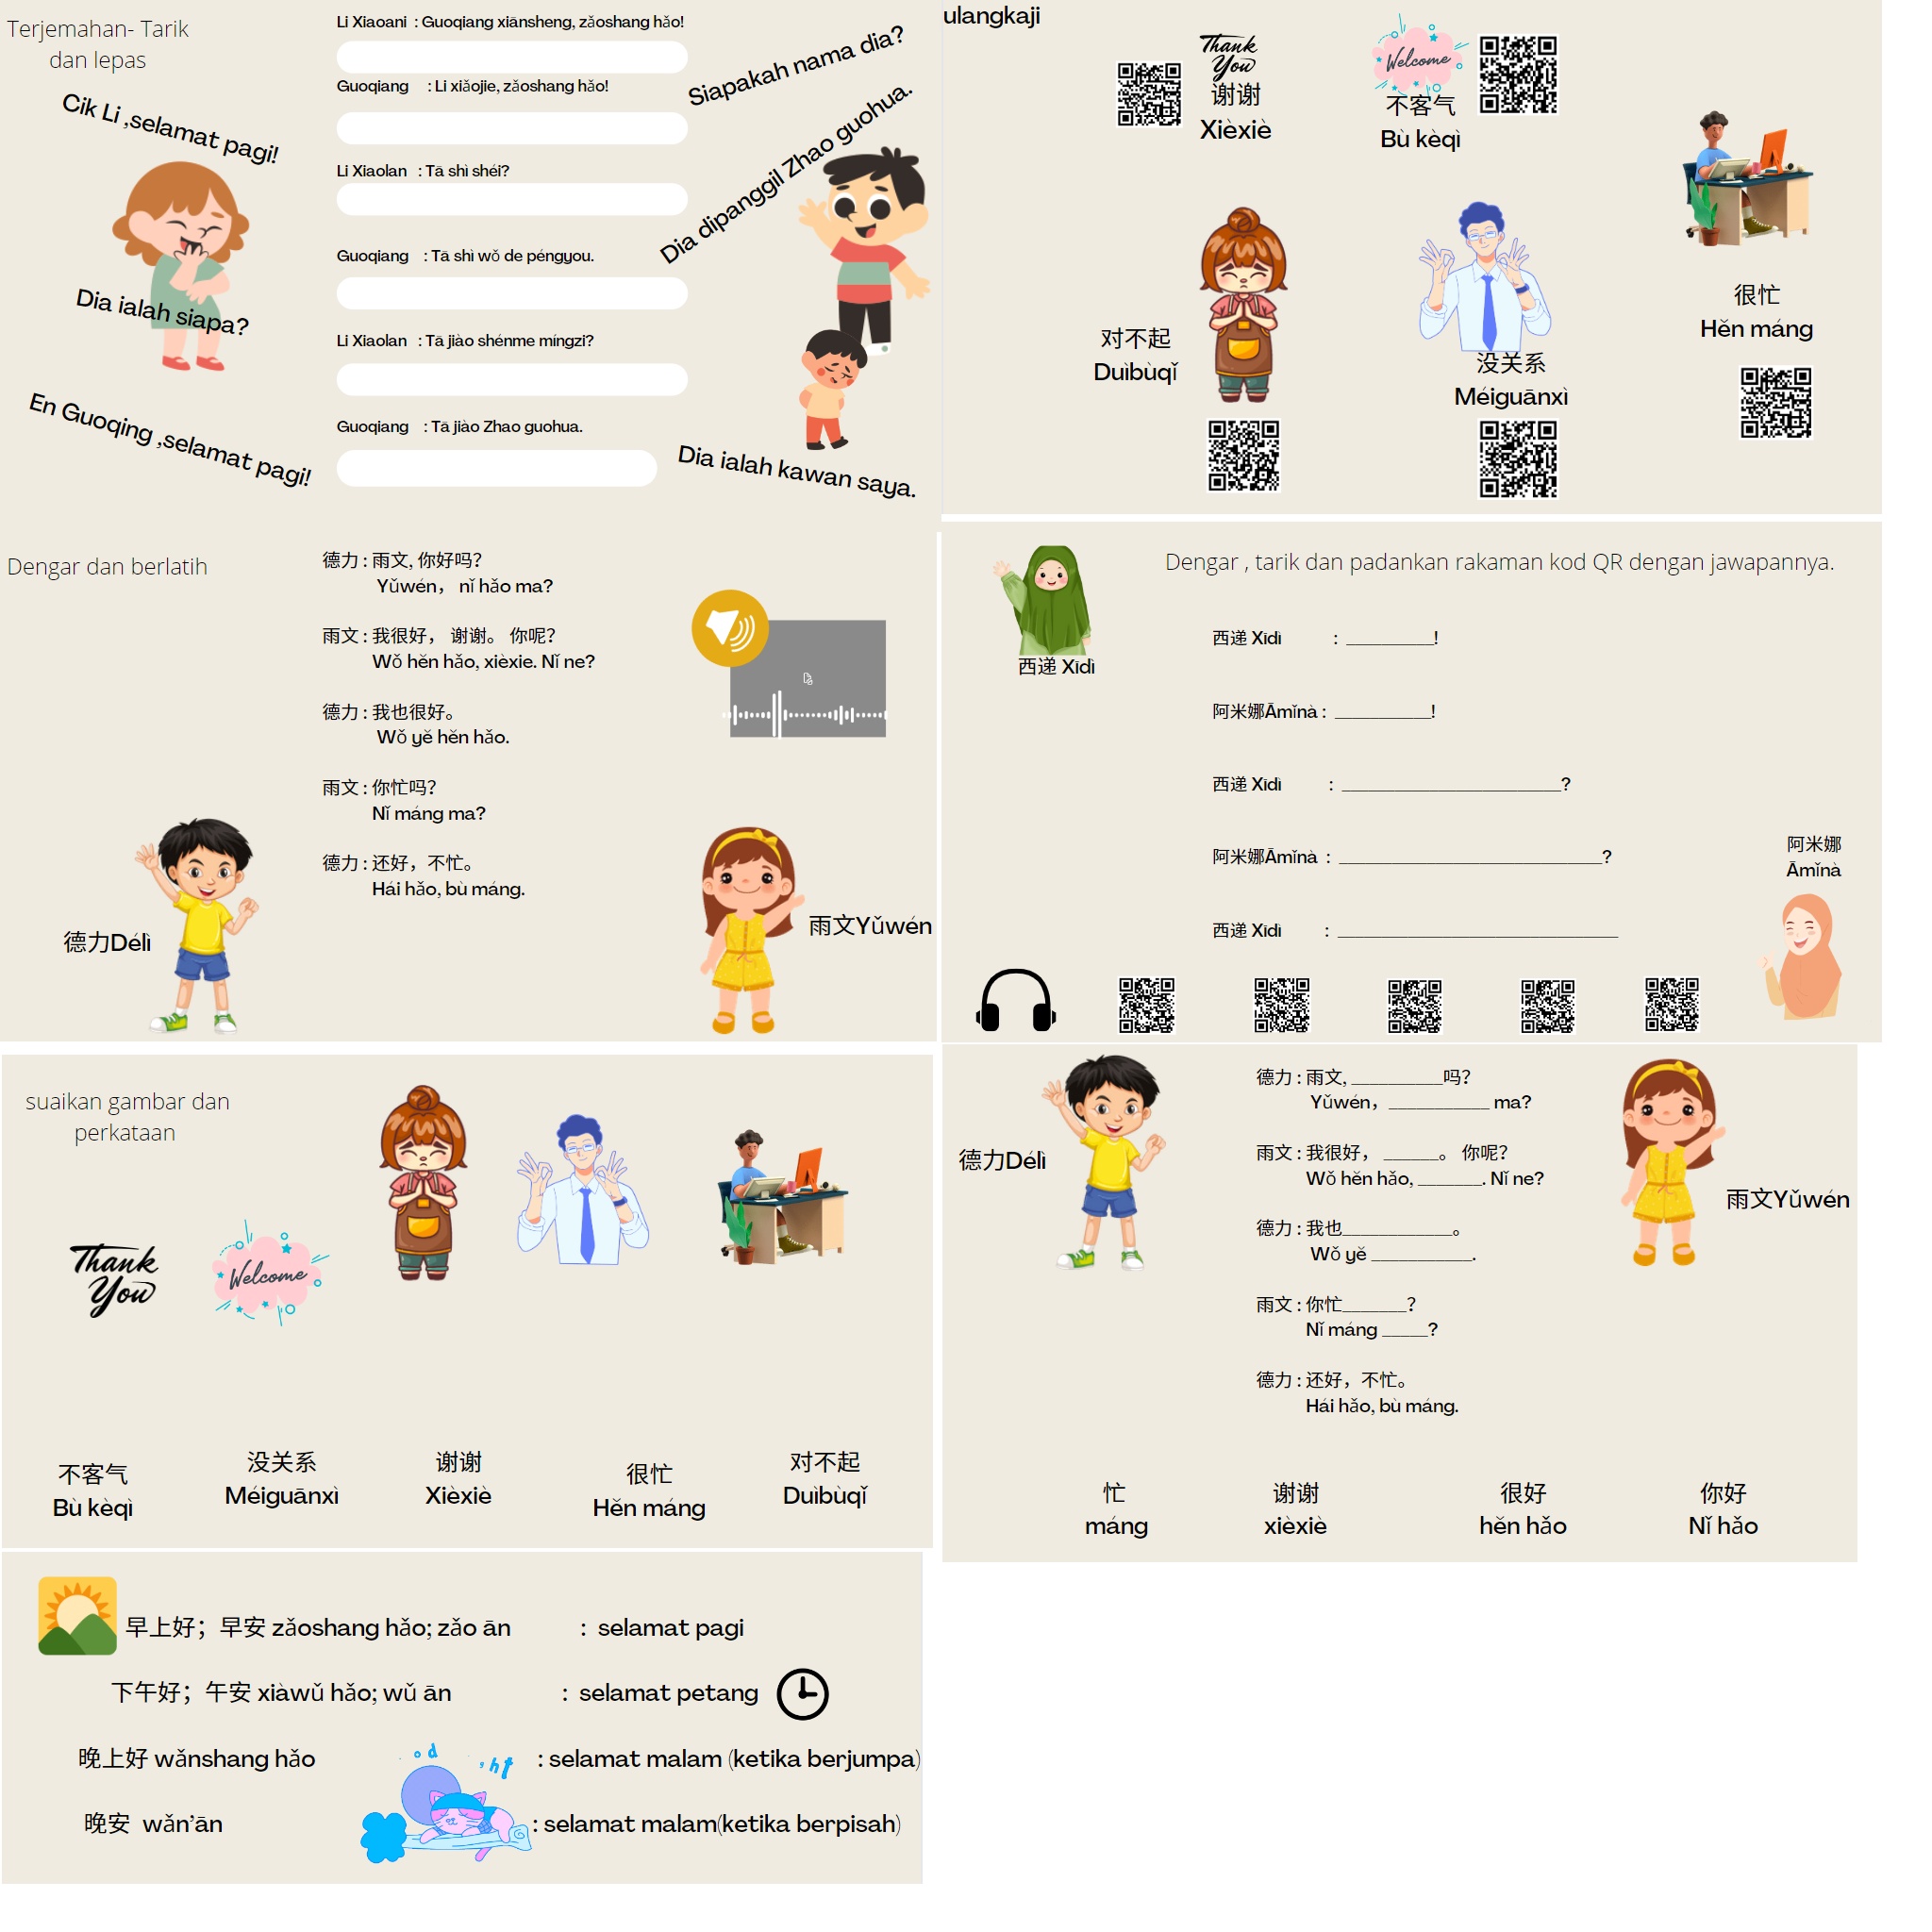 Terjemahan- Tarik
dan lepas
Li Xiaoani : Guoqiang xiānsheng, zǎoshang hǎo!
Guoqiang : Li xiǎojie, zǎoshang hǎo!
Li Xiaolan : Tā shì shéi?
Guoqiang : Tā shì wǒ de péngyou.
Li Xiaolan : Tā jiào shénme míngzi?
Guoqiang : Tā jiào Zhao guohua.
Cik Li ,selamat pagi!
Dia ialah siapa?
En Guoqing ,selamat pagi!
Siapakah nama dia?
Dia dipanggil Zhao guohua.
Dia ialah kawan saya.
ulangkaji
Thank
You
谢谢
Xièxiè
Welcome
不客气
Bù kèqì
对不起
Duìbùqǐ
没关系
Méiguānxì
很忙
Hěn máng
Dengar dan berlatih
德力 : 雨文, 你好吗?
Yǔwén， nǐ hǎo ma?
雨文 : 我很好， 谢谢。 你呢?
Wǒ hěn hǎo, xièxie. Nǐ ne?
德力 : 我也很好。
Wǒ yě hěn hǎo.
雨文 : 你忙吗?
Nǐ máng ma?
德力 : 还好，不忙。
Hái hǎo, bù máng.
德力Délì
雨文Yǔwén
Dengar , tarik dan padankan rakaman kod QR dengan jawapannya.
西递 Xīdì
西递 Xīdì : _________!
阿米娜Āmǐnà : __________!
西递 Xīdì : _______________________?
阿米娜Āmǐnà : ___________________________?
西递 Xīdì : _____________________________
阿米娜
Āmǐnà
suaikan gambar dan
perkataan
Thank
You
Welcome
不客气
Bù kèqì
没关系
Méiguānxì
谢谢
Xièxiè
很忙
Hěn máng
对不起
Duìbùqǐ
德力Délì
德力 : 雨文, __________吗?
Yǔwén，___________ ma?
雨文 : 我很好， ______。 你呢?
Wǒ hěn hǎo, _______. Nǐ ne?
德力 : 我也____________。
Wǒ yě ___________.
雨文 : 你忙_______?
Nǐ máng _____?
德力 : 还好，不忙。
Hái hǎo, bù máng.
雨文Yǔwén
忙
máng
谢谢
xièxiè
很好
hěn hǎo
你好
Nǐ hǎo
早上好；早安 zǎoshang hǎo; zǎo ān : selamat pagi
下午好；午安 xiàwǔ hǎo; wǔ ān : selamat petang
晚上好 wǎnshang hǎo : selamat malam (ketika berjumpa)
晚安 wǎn’ān : selamat malam(ketika berpisah)